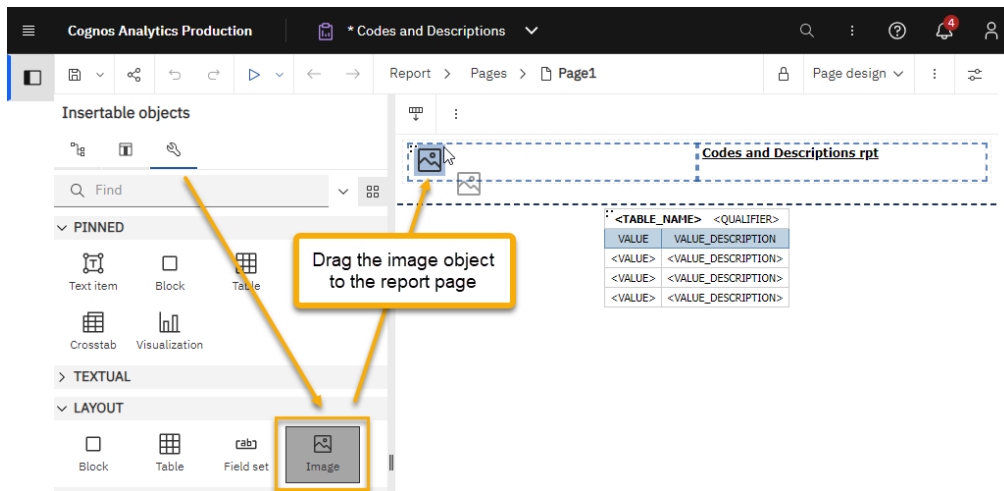 Cognos Analytics Production
* Codes and Descriptions
4
Report > Pages > Page1
Page design
Insertable objects
Find
PINNED
Text item
Block
Table
Crosstab
Visualization
TEXTUAL
LAYOUT
Block
Table
Field set
Image
Drag the image object
to the report page
Codes and Descriptions rpt
<TABLE_NAME> <QUALIFIER>
VALUE VALUE_DESCRIPTION
<VALUE> <VALUE_DESCRIPTION>
<VALUE> <VALUE_DESCRIPTION>
<VALUE> <VALUE_DESCRIPTION>